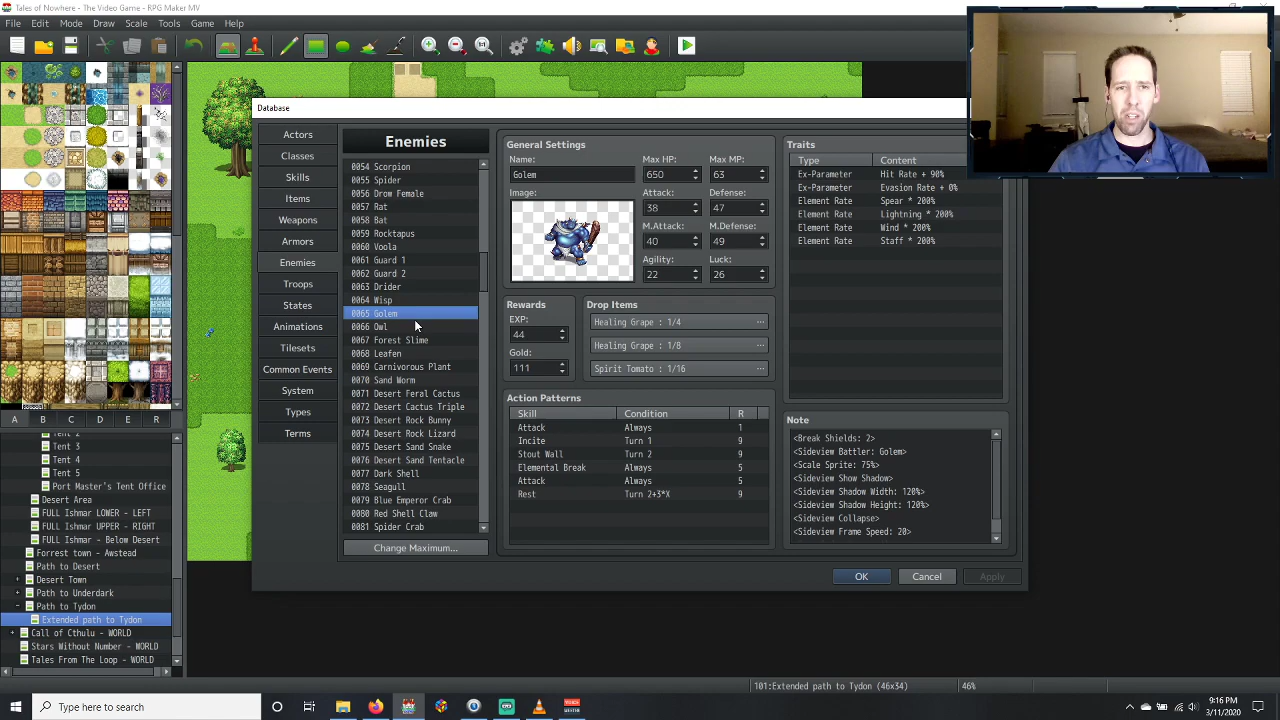 Tales of Nowhere - The Video Game - RPG Maker MV
File Edit Mode Draw Scale Tools Game Help
Database
Actors
Classes
Skills
Items
Weapons
Armors
Enemies
Troops
States
Animations
Tilesets
Common Events
System
Types
Terms
Enemies
0054 Scorpion
0055 Spider
0056 Drow Female
0057 Rat
0058 Bat
0059 Rocktapus
0060 Voola
0061 Guard 1
0062 Guard 2
0063 Drider
0064 Wisp
0065 Golem
0066 Owl
0067 Forest Slime
0068 Leafen
0069 Carnivorous Plant
0070 Sand Worm
0071 Desert Feral Cactus
0072 Desert Cactus Triple
0073 Desert Rock Bunny
0074 Desert Rock Lizard
0075 Desert Sand Snake
0076 Desert Sand Tentacle
0077 Dark Shell
0078 Seagull
0079 Blue Emperor Crab
0080 Red Shell Claw
0081 Spider Crab
Change Maximum...
General Settings
Name: Max HP: Max MP:
Golem 650 63
Image: Attack: Defense:
38 47
M.Attack: M.Defense:
40 49
Agility: Luck:
22 26
Rewards
EXP:
44
Gold:
111
Drop Items
Healing Grape : 1/4 ...
Healing Grape : 1/8 ...
Spirit Tomato : 1/16 ...
Action Patterns
Skill Condition R
Attack Always 1
Incite Turn 1 9
Stout Wall Turn 2 9
Elemental Break Always 5
Attack Always 5
Rest Turn 2+3*X 9
Traits
Type Content
Ex-Parameter Hit Rate + 90%
Ex-Parameter Evasion Rate + 0%
Element Rate Spear * 200%
Element Rate Lightning * 200%
Element Rate Wind * 200%
Element Rate Staff * 200%
Note
<Break Shields: 2>
<Sideview Battler: Golem>
<Scale Sprite: 75%>
<Sideview Show Shadow>
<Sideview Shadow Width: 120%>
<Sideview Shadow Height: 120%>
<Sideview Collapse>
<Sideview Frame Speed: 20>
OK Cancel Apply
A B C D E R
Tent 2
Tent 3
Tent 4
Tent 5
Port Master's Tent Office
Desert Area
FULL Ishmar LOWER - LEFT
FULL Ishmar UPPER - RIGHT
FULL Ishmar - Below Desert
Forrest town - Awstead
Path to Desert
Desert Town
Path to Underdark
Path to Tydon
Extended path to Tydon
Call of Cthulhu - WORLD
Stars Without Number - WORLD
Tales From The Loop - WORLD
101:Extended path to Tydon (46x34) 46%
Type here to search
9:16 PM
3/11/2020